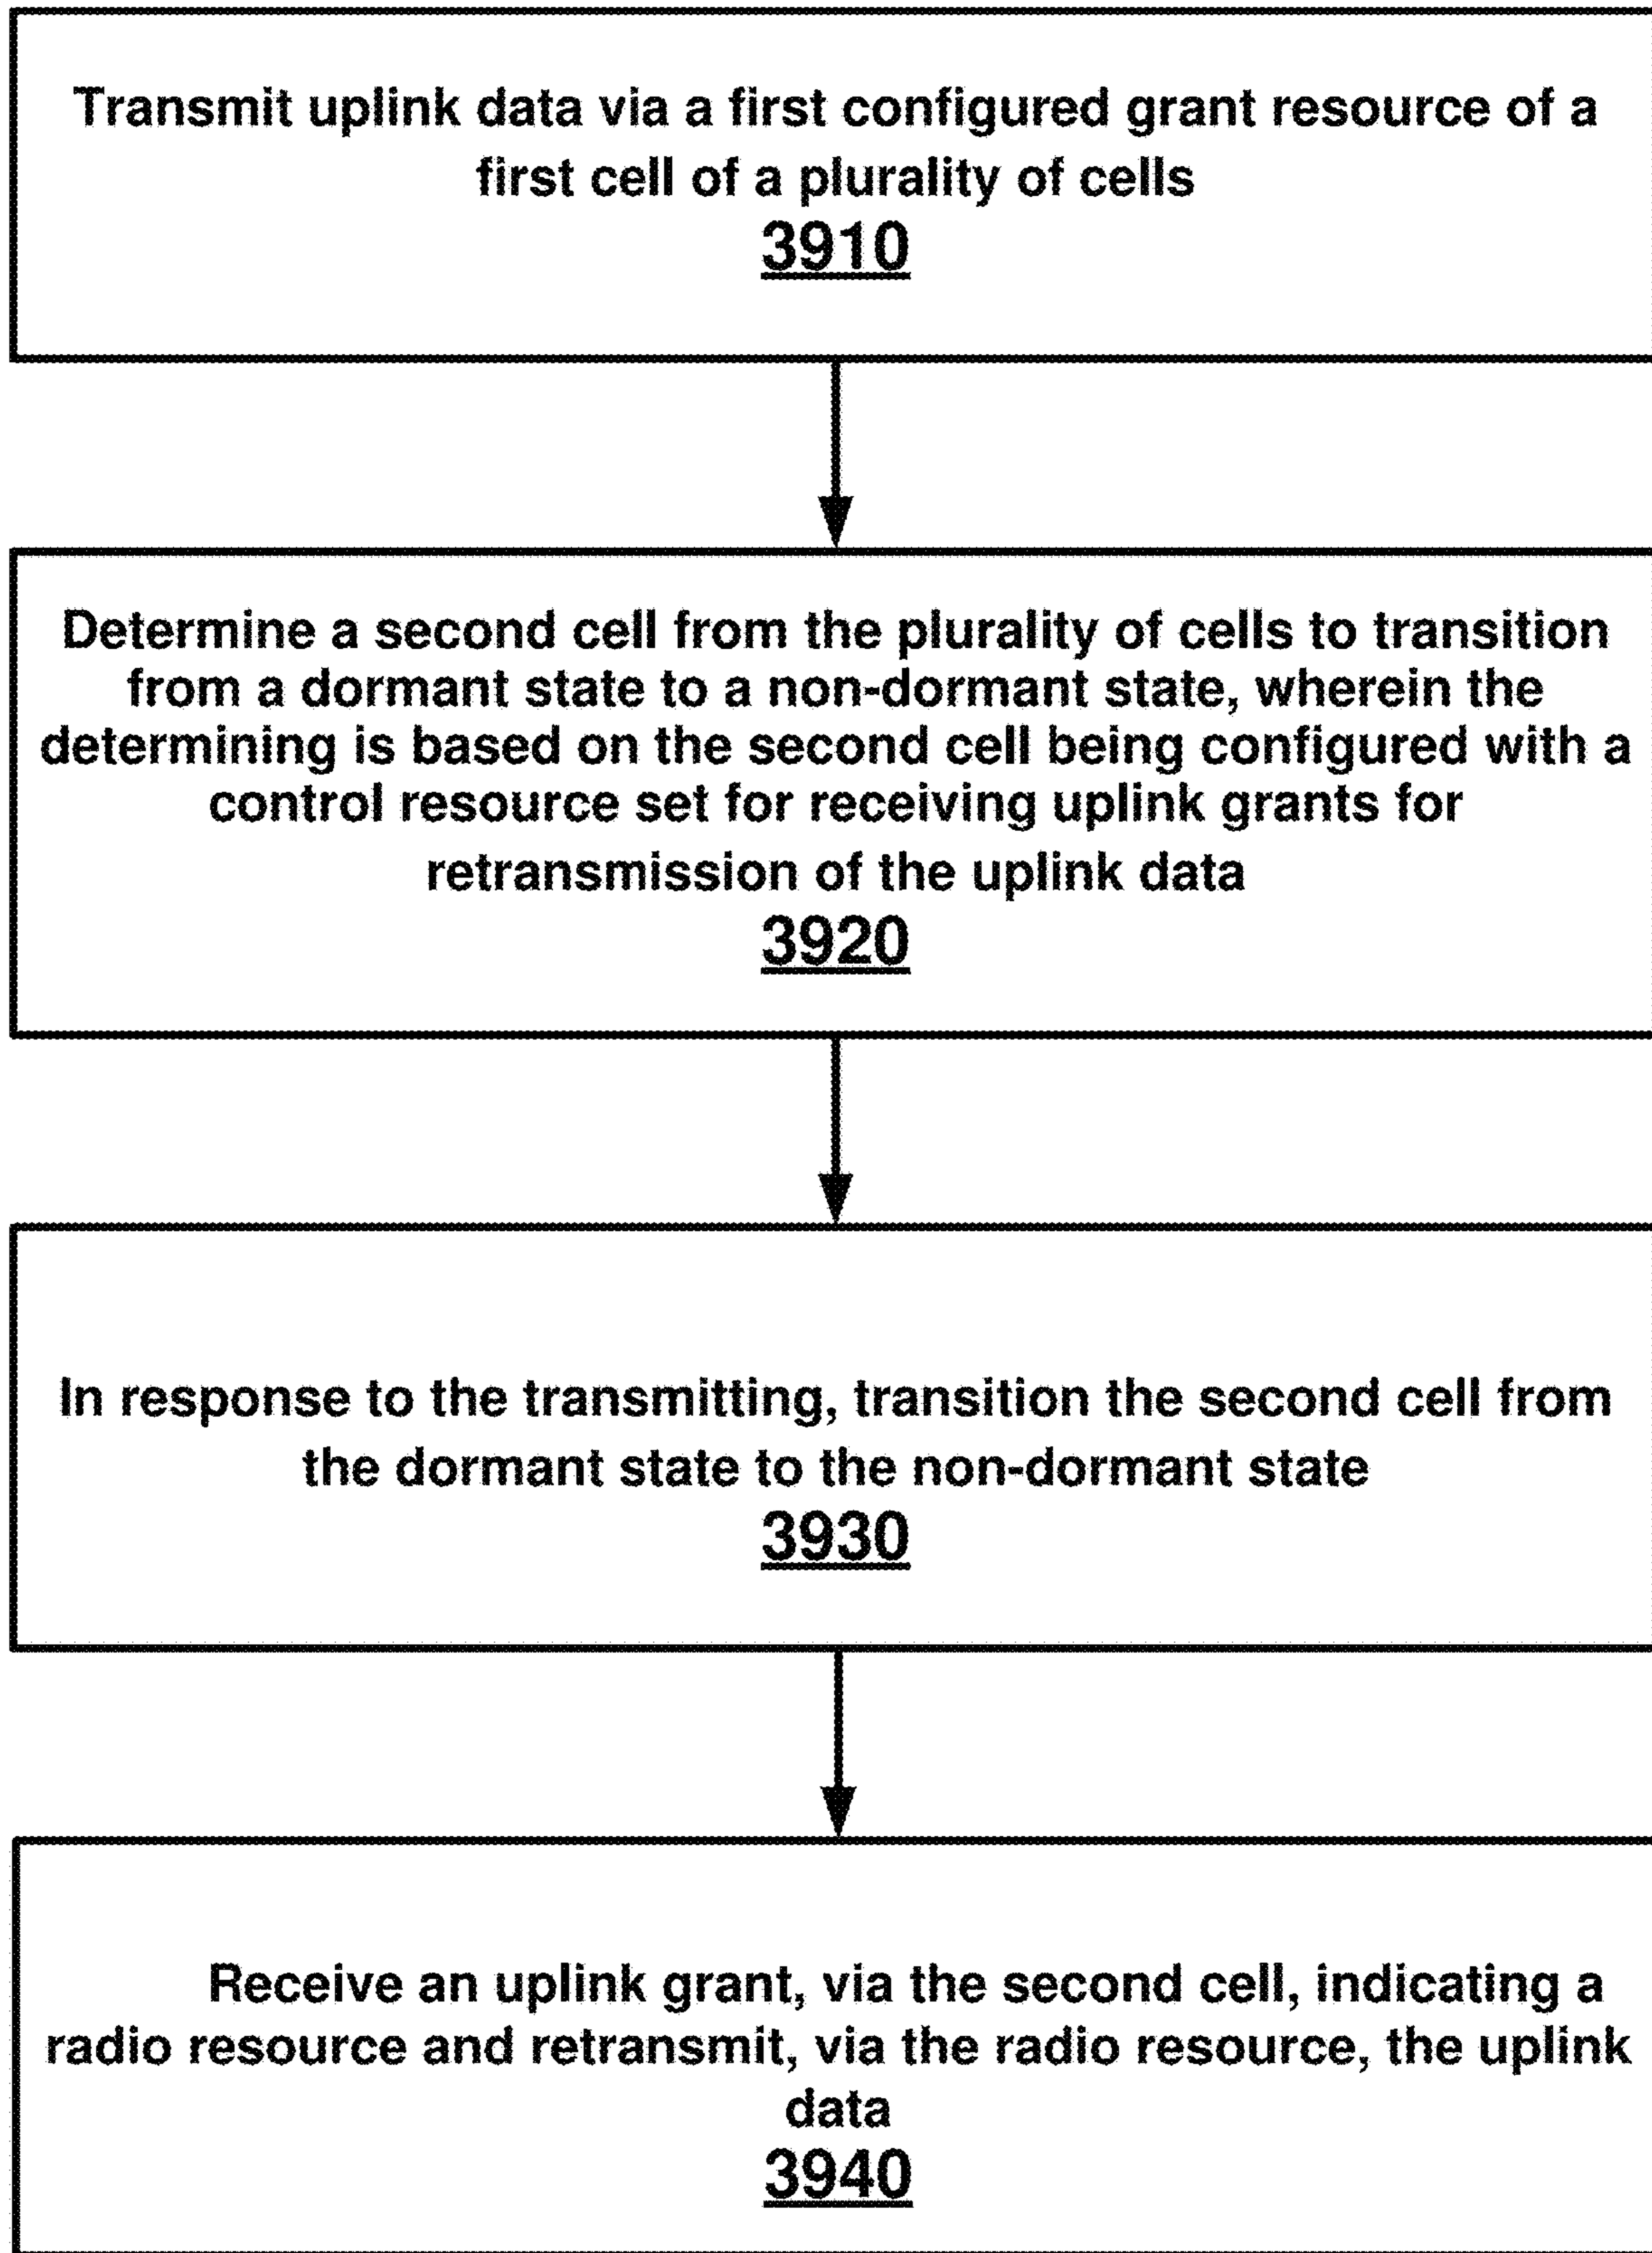 Transmit uplink data via a first configured grant resource of a
first cell of a plurality of cells
3910
Determine a second cell from the plurality of cells to transition
from a dormant state to a non-dormant state, wherein the
determining is based on the second cell being configured with a
control resource set for receiving uplink grants for
retransmission of the uplink data
3920
In response to the transmitting, transition the second cell from
the dormant state to the non-dormant state
3930
Receive an uplink grant, via the second cell, indicating a
radio resource and retransmit, via the radio resource, the uplink
data
3940